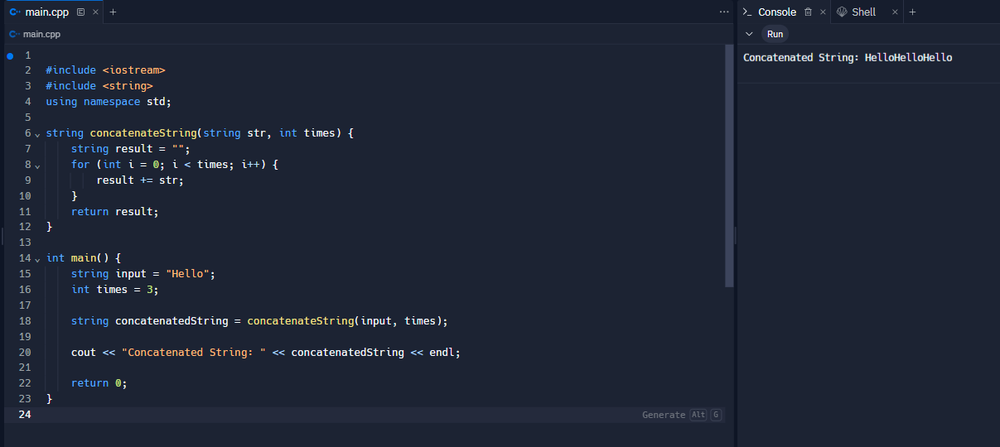 main.cpp
main.cpp
1
2 #include <iostream>
3 #include <string>
4 using namespace std;
5
6 string concatenateString(string str, int times) {
7     string result = "";
8     for (int i = 0; i < times; i++) {
9         result += str;
10     }
11     return result;
12 }
13
14 int main() {
15     string input = "Hello";
16     int times = 3;
17
18     string concatenatedString = concatenateString(input, times);
19
20     cout << "Concatenated String: " << concatenatedString << endl;
21
22     return 0;
23 }
24
Generate Alt G
Console Shell
Run
Concatenated String: HelloHelloHello